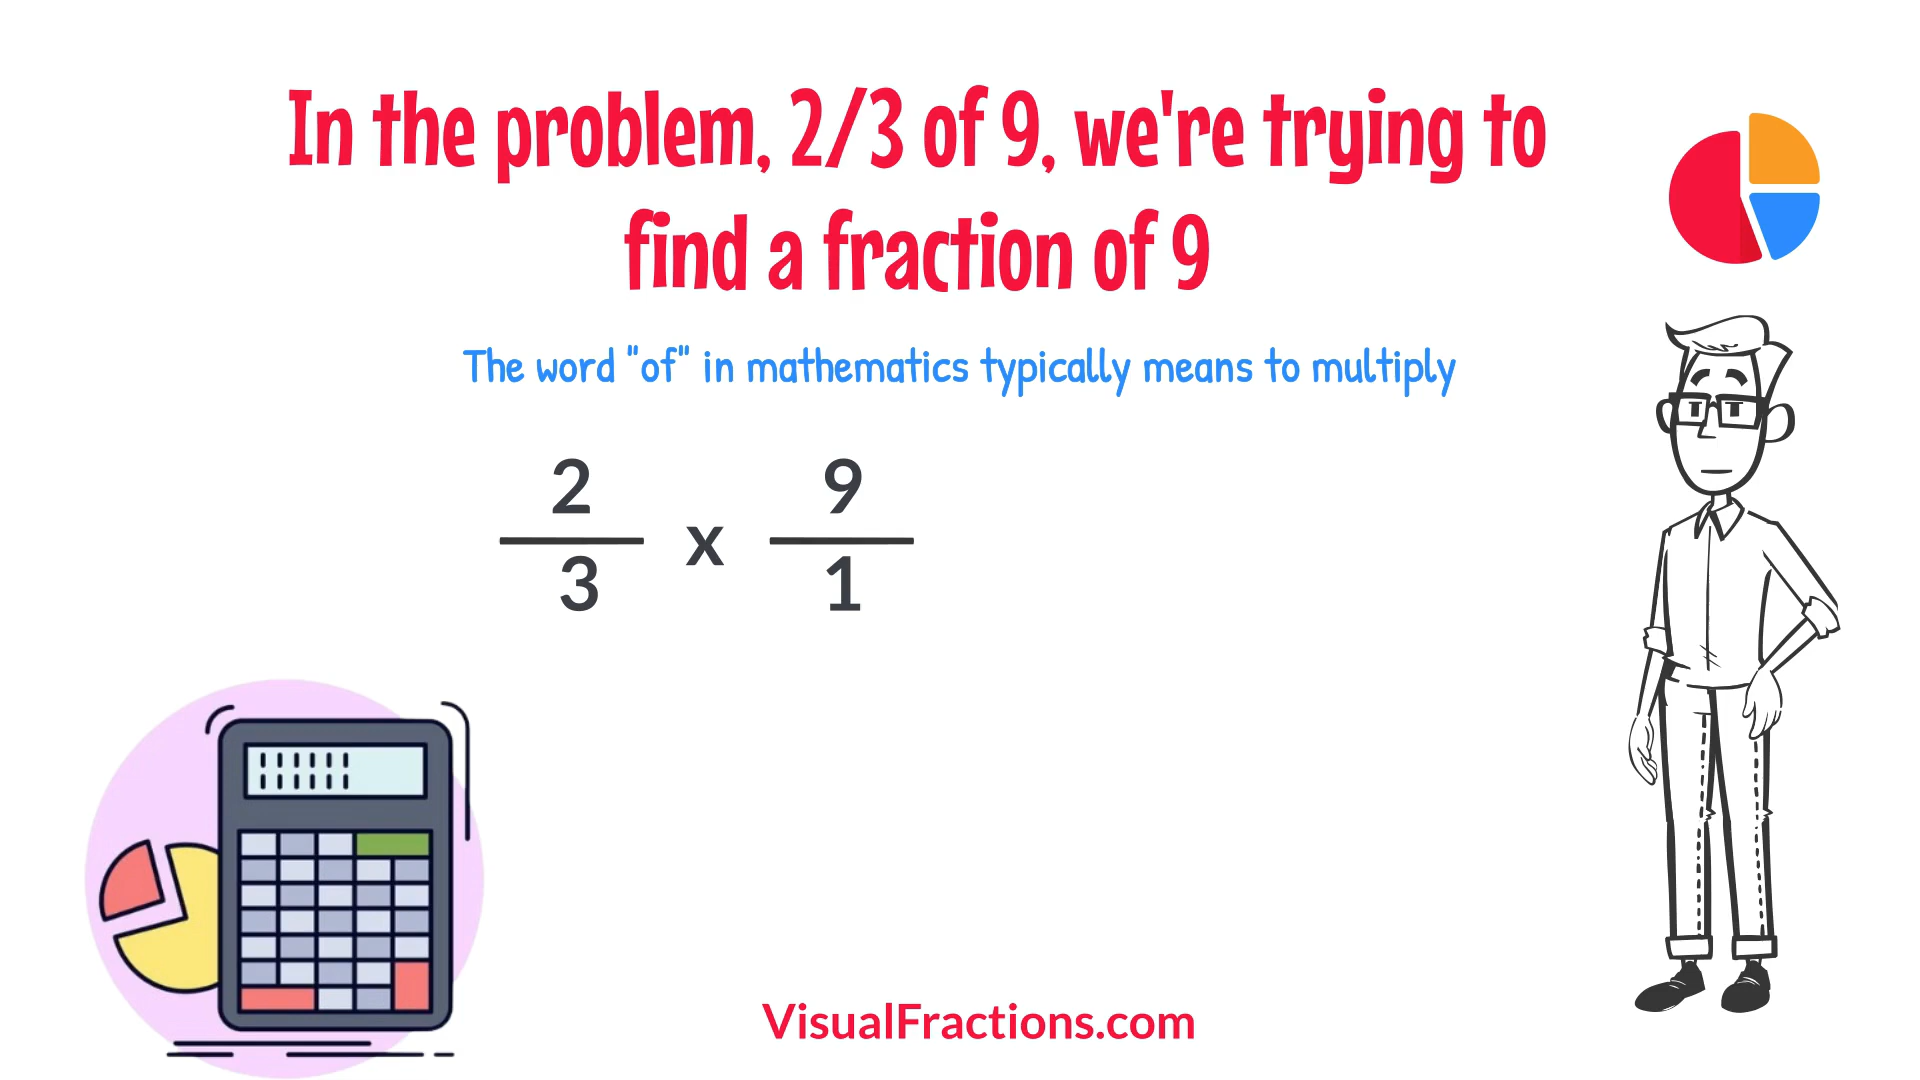 In the problem, 2/3 of 9, we're trying to
find a fraction of 9
The word "of" in mathematics typically means to multiply
2 9
x
3 1
VisualFractions.com